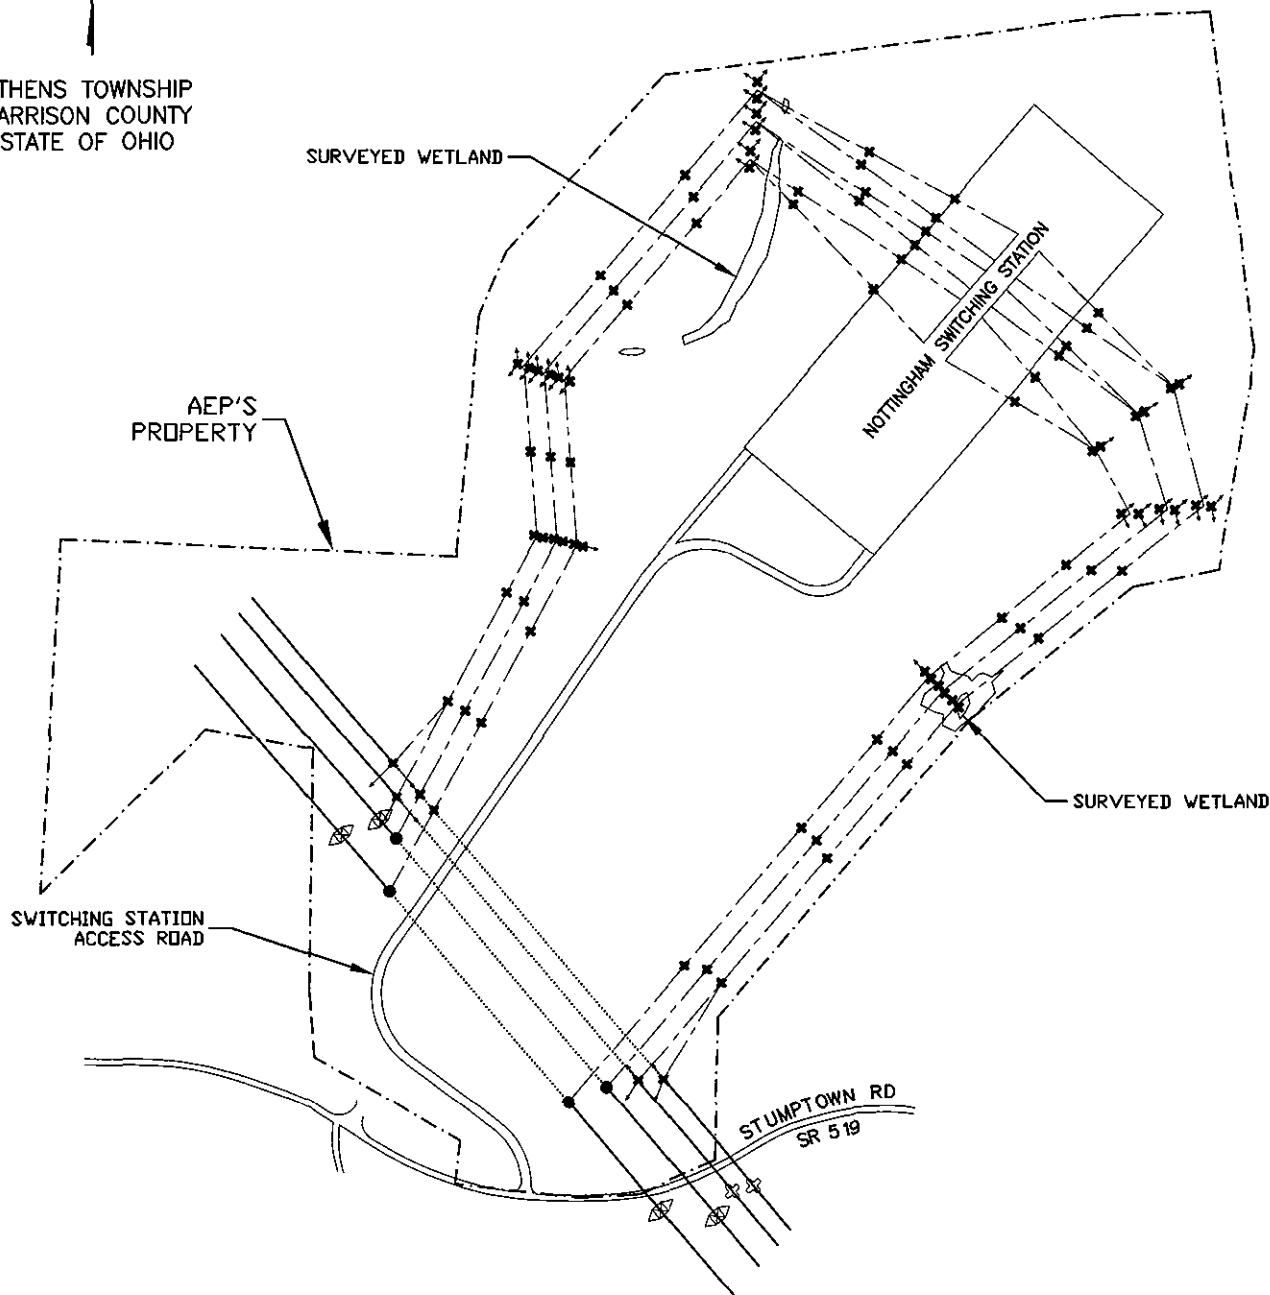 THENS TOWNSHIP
ARRISON COUNTY
STATE OF OHIO
SURVEYED WETLAND
AEP'S
PROPERTY
NOTTINGHAM SWITCHING STATION
SURVEYED WETLAND
SWITCHING STATION
ACCESS ROAD
STUMPTOWN RD
SR 519